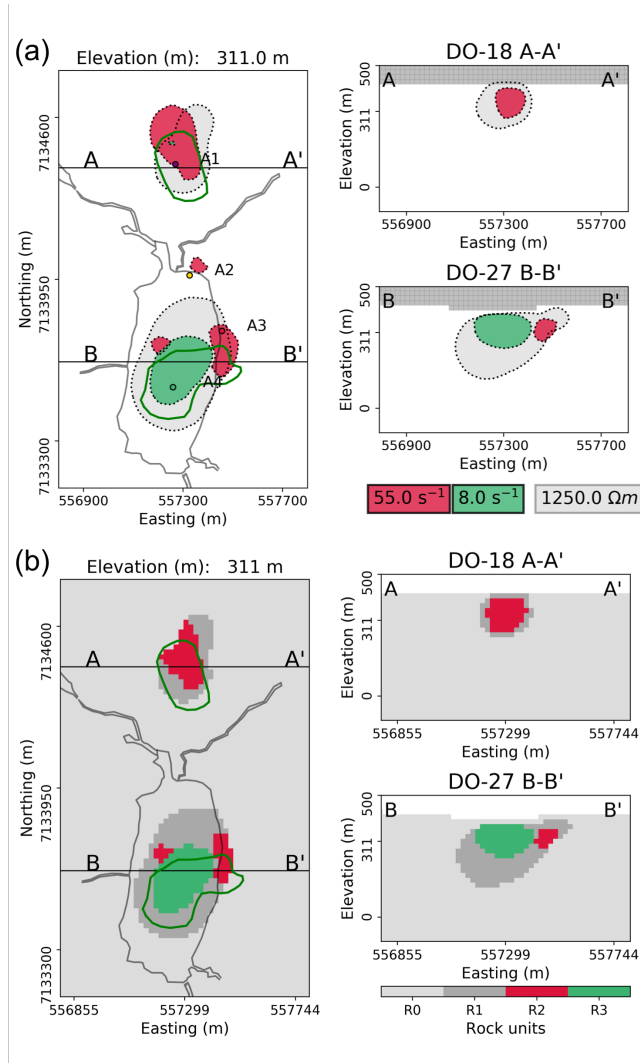 (a)
Elevation (m): 311.0 m
7134600
7133950
7133300
Northing (m)
A
A'
A1
A2
A3
B
B'
A4
556900
557300
557700
Easting (m)
DO-18 A-A'
A
A'
500
311
0
Elevation (m)
556900
557300
557700
Easting (m)
DO-27 B-B'
B
B'
500
311
0
Elevation (m)
556900
557300
557700
Easting (m)
55.0 s⁻¹
8.0 s⁻¹
1250.0 Ωm
(b)
Elevation (m): 311 m
7134600
7133950
7133300
Northing (m)
A
A'
B
B'
556855
557299
557744
Easting (m)
DO-18 A-A'
A
A'
500
311
0
Elevation (m)
556855
557299
557744
Easting (m)
DO-27 B-B'
B
B'
500
311
0
Elevation (m)
556855
557299
557744
Easting (m)
R0
R1
R2
R3
Rock units